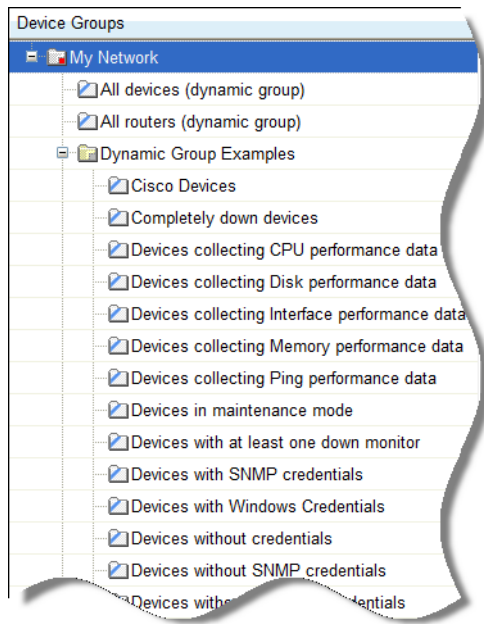 Device Groups
My Network
All devices (dynamic group)
All routers (dynamic group)
Dynamic Group Examples
Cisco Devices
Completely down devices
Devices collecting CPU performance data
Devices collecting Disk performance data
Devices collecting Interface performance data
Devices collecting Memory performance data
Devices collecting Ping performance data
Devices in maintenance mode
Devices with at least one down monitor
Devices with SNMP credentials
Devices with Windows Credentials
Devices without credentials
Devices without SNMP credentials
Devices